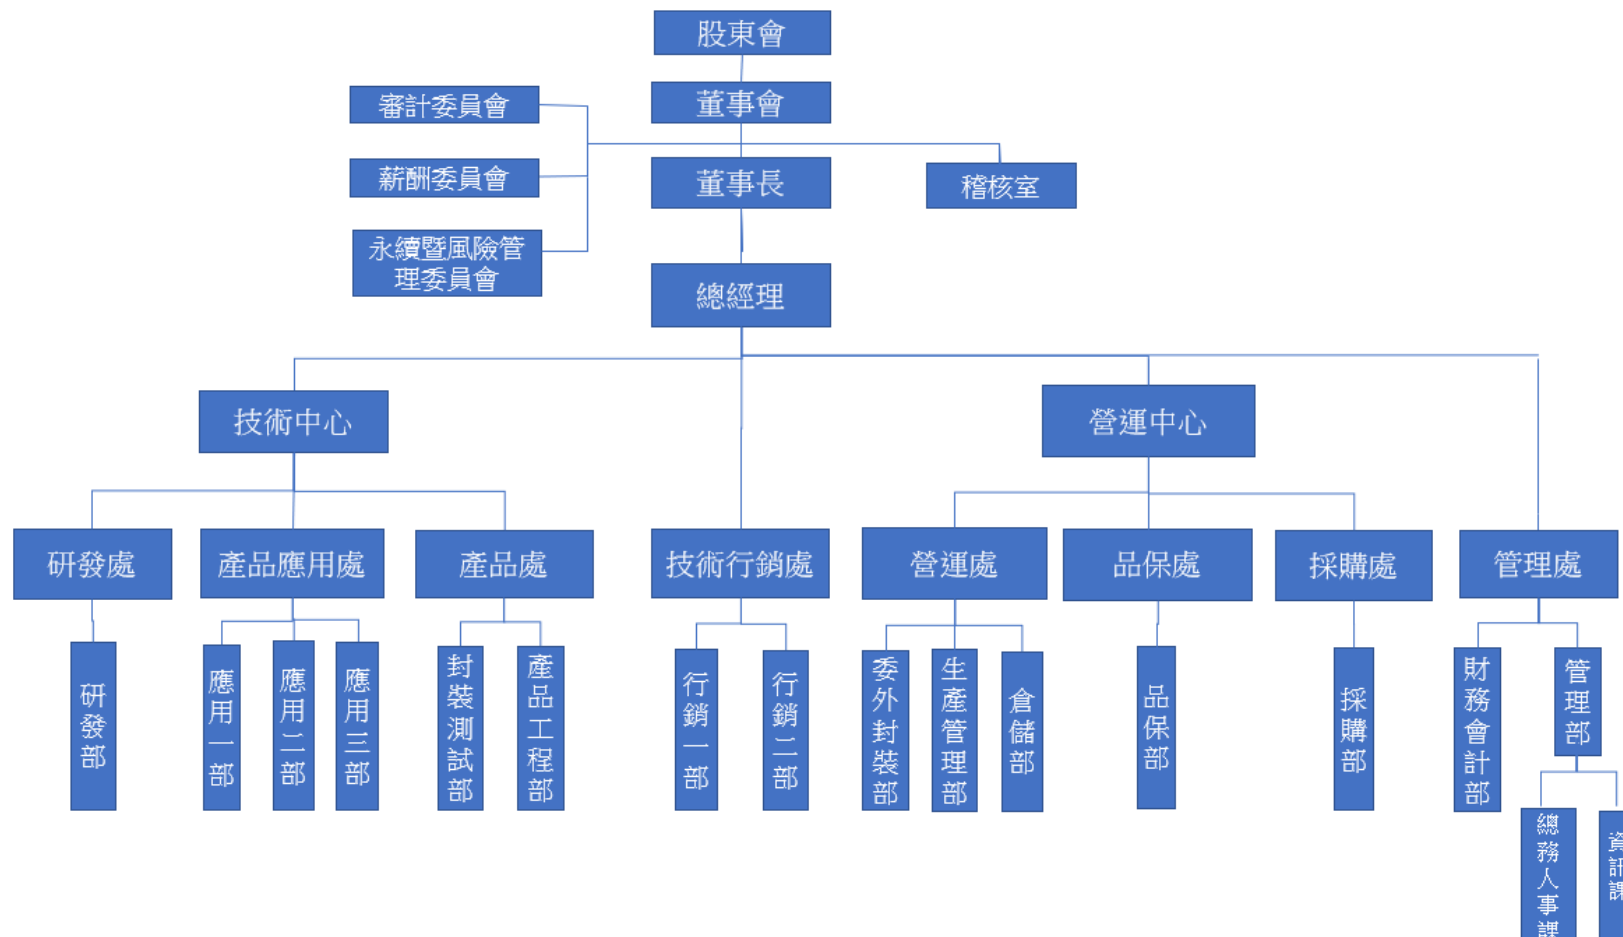 股東會
董事會
審計委員會
薪酬委員會
董事長
稽核室
永續暨風險管
理委員會
總經理
技術中心
營運中心
研發處
產品應用處
產品處
技術行銷處
營運處
品保處
採購處
管理處
研發部
應用一部
應用二部
應用三部
封裝測試部
產品工程部
行銷一部
行銷二部
委外封裝部
生產管理部
倉儲部
品保部
採購部
財務會計部
管理部
總務人事課
資訊課